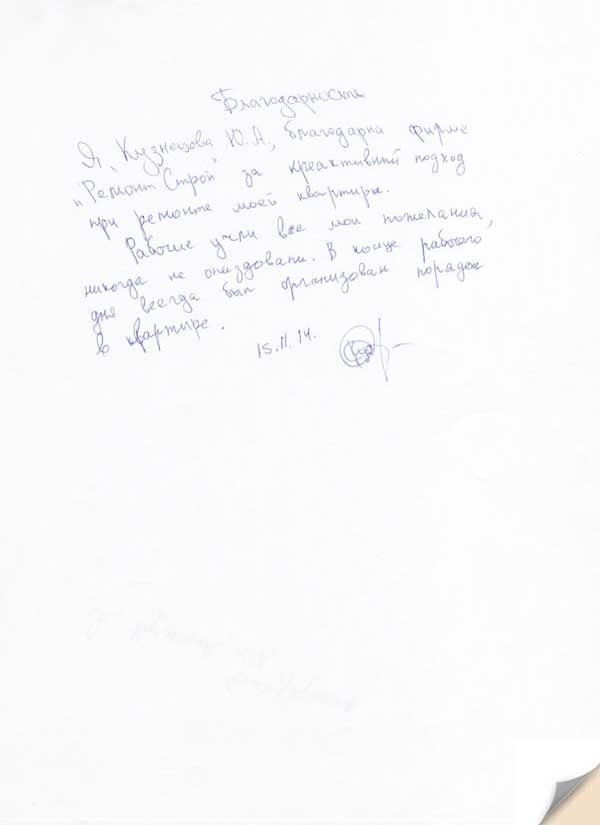 Благодарность
Я, Кузнецова Ю.А., благодарна фирме
"Ремонт Строй" за креативный подход
при ремонте моей квартиры.
Рабочие учли все мои пожелания,
никогда не опаздовали. В конце рабочего
дня всегда был организован порядок
в квартире.
15.11.14.